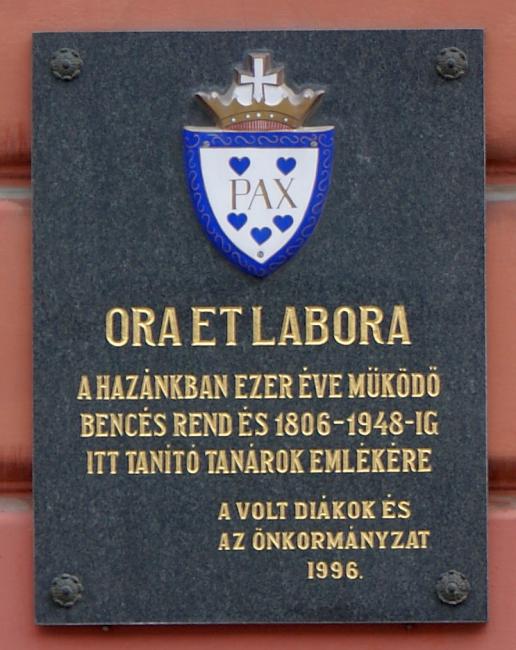 PAX
ORA ET LABORA
A HAZÁNKBAN EZER ÉVE MŰKÖDŐ
BENCÉS REND ÉS 1806-1948-IG
ITT TANÍTÓ TANÁROK EMLÉKÉRE
A VOLT DIÁKOK ÉS
AZ ÖNKORMÁNYZAT
1996.